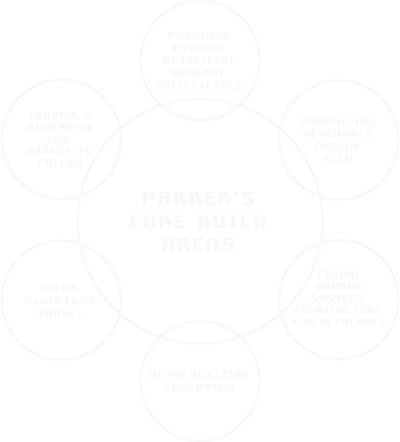 PURSUING
ETHICAL
ARTIFICIAL
GENERAL
INTELLIGENCE
LEAVING A
BLUEPRINT
FOR
GIRLS+ TO
FOLLOW
INNOVATING
RENEWABLE
ENERGY
TECH
PARKER'S
CORE BUILD
AREAS
INTER-
PLANETARY
TRAVEL
FIXING
BROKEN
SYSTEMS
(AGRICULTURE
+ HEALTHCARE)
DEMOCRATIZING
EDUCATION